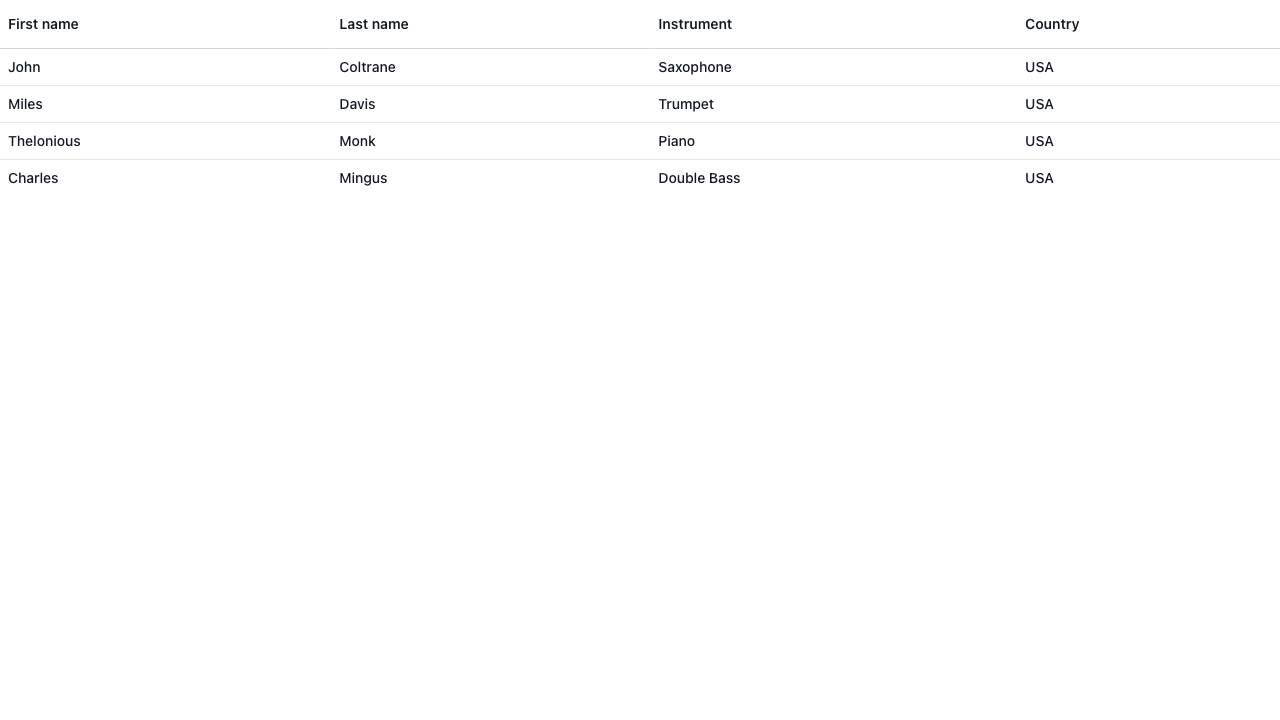 First name Last name Instrument Country
John Coltrane Saxophone USA
Miles Davis Trumpet USA
Thelonious Monk Piano USA
Charles Mingus Double Bass USA